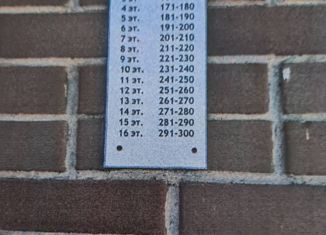 4 эт. 171-180
5 эт. 181-190
6 эт. 191-200
7 эт. 201-210
8 эт. 211-220
9 эт. 221-230
10 эт. 231-240
11 эт. 241-250
12 эт. 251-260
13 эт. 261-270
14 эт. 271-280
15 эт. 281-290
16 эт. 291-300